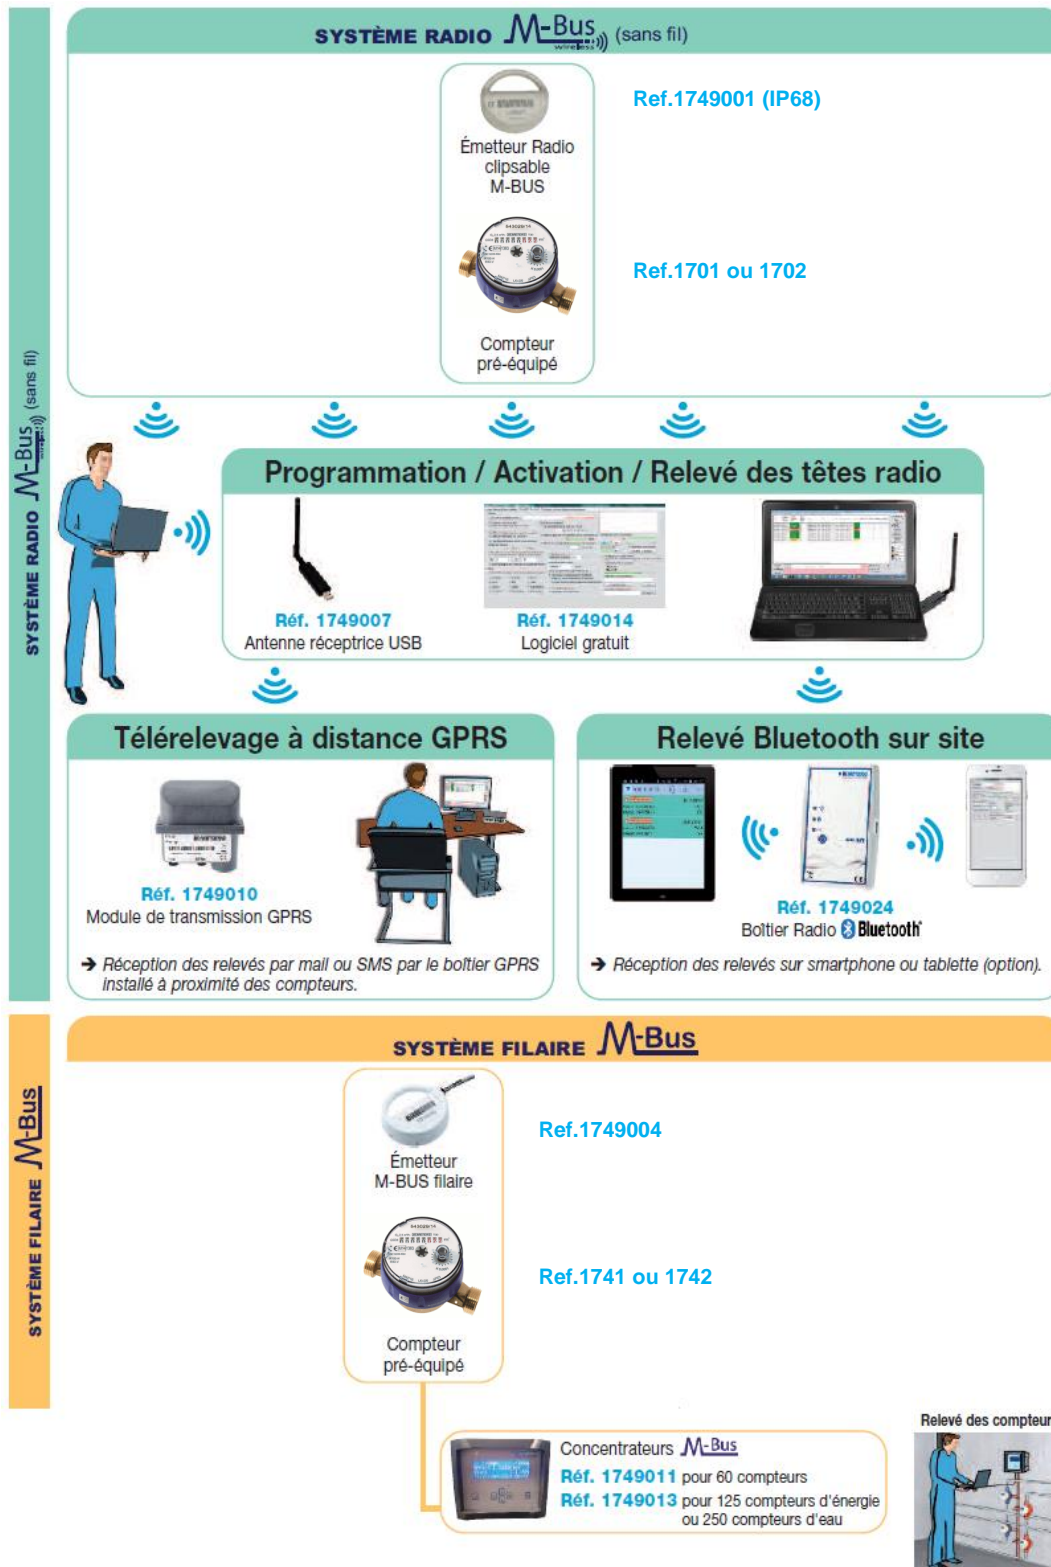 SYSTÈME RADIO M-Bus wireless (sans fil)
Ref.1749001 (IP68)
Émetteur Radio
clipsable
M-BUS
Ref.1701 ou 1702
Compteur
pré-équipé
SYSTÈME RADIO M-Bus (sans fil)
Programmation / Activation / Relevé des têtes radio
Réf. 1749007
Antenne réceptrice USB
Réf. 1749014
Logiciel gratuit
Télérelevage à distance GPRS
Réf. 1749010
Module de transmission GPRS
➔ Réception des relevés par mail ou SMS par le boîtier GPRS
installé à proximité des compteurs.
Relevé Bluetooth sur site
Réf. 1749024
Boîtier Radio Bluetooth
➔ Réception des relevés sur smartphone ou tablette (option).
SYSTÈME FILAIRE M-Bus
SYSTÈME FILAIRE M-Bus
Ref.1749004
Émetteur
M-BUS filaire
Ref.1741 ou 1742
Compteur
pré-équipé
Concentrateurs M-Bus
Réf. 1749011 pour 60 compteurs
Réf. 1749013 pour 125 compteurs d'énergie
ou 250 compteurs d'eau
Relevé des compteur